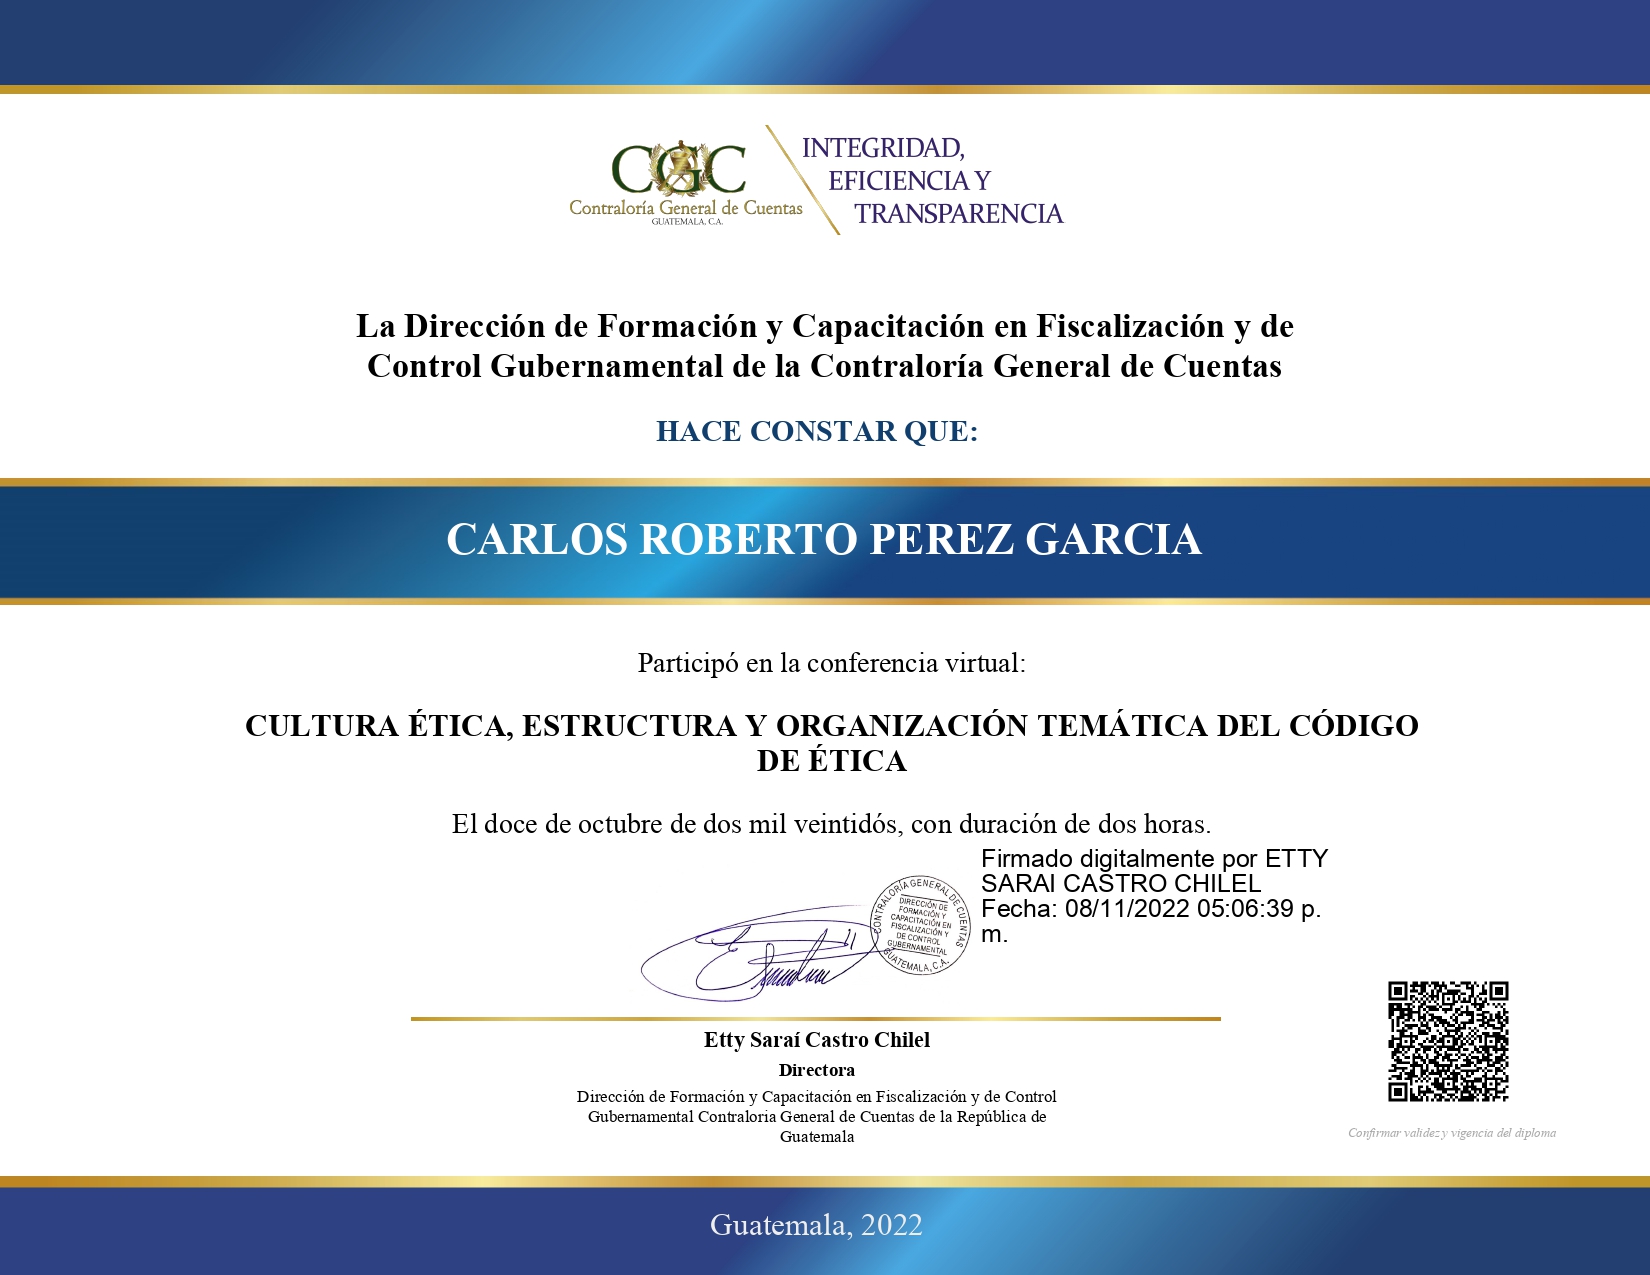 CGC
Contraloría General de Cuentas
GUATEMALA, C.A.
INTEGRIDAD,
EFICIENCIA Y
TRANSPARENCIA
La Dirección de Formación y Capacitación en Fiscalización y de
Control Gubernamental de la Contraloría General de Cuentas
HACE CONSTAR QUE:
CARLOS ROBERTO PEREZ GARCIA
Participó en la conferencia virtual:
CULTURA ÉTICA, ESTRUCTURA Y ORGANIZACIÓN TEMÁTICA DEL CÓDIGO
DE ÉTICA
El doce de octubre de dos mil veintidós, con duración de dos horas.
Firmado digitalmente por ETTY
SARAI CASTRO CHILEL
Fecha: 08/11/2022 05:06:39 p.
m.
CONTRALORÍA GENERAL DE CUENTAS
DIRECCIÓN DE
FORMACIÓN Y
CAPACITACIÓN EN
FISCALIZACIÓN Y
DE CONTROL
GUBERNAMENTAL
GUATEMALA, C.A.
Etty Saraí Castro Chilel
Directora
Dirección de Formación y Capacitación en Fiscalización y de Control
Gubernamental Contraloria General de Cuentas de la República de
Guatemala
Confirmar validez y vigencia del diploma
Guatemala, 2022